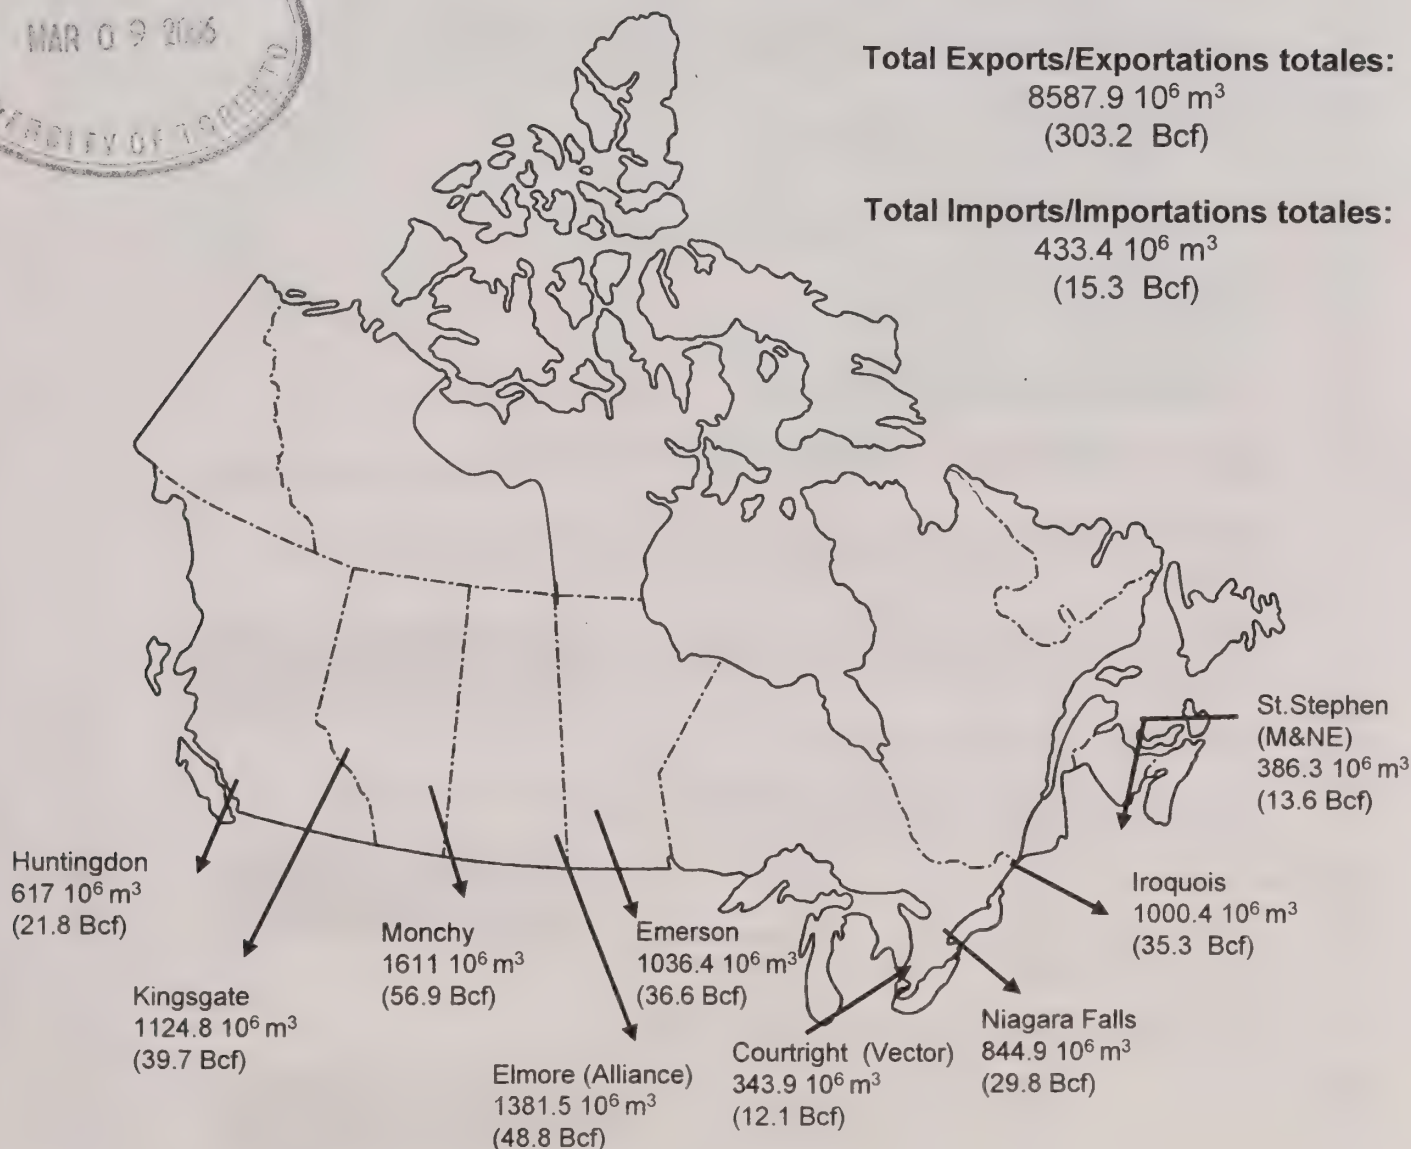 MAR 09 2006
OF TORONTO
Total Exports/Exportations totales:
8587.9 10⁶ m³
(303.2 Bcf)
Total Imports/Importations totales:
433.4 10⁶ m³
(15.3 Bcf)
St.Stephen
(M&NE)
386.3 10⁶ m³
(13.6 Bcf)
Huntingdon
617 10⁶ m³
(21.8 Bcf)
Kingsgate
1124.8 10⁶ m³
(39.7 Bcf)
Monchy
1611 10⁶ m³
(56.9 Bcf)
Elmore (Alliance)
1381.5 10⁶ m³
(48.8 Bcf)
Emerson
1036.4 10⁶ m³
(36.6 Bcf)
Courtright (Vector)
343.9 10⁶ m³
(12.1 Bcf)
Niagara Falls
844.9 10⁶ m³
(29.8 Bcf)
Iroquois
1000.4 10⁶ m³
(35.3 Bcf)